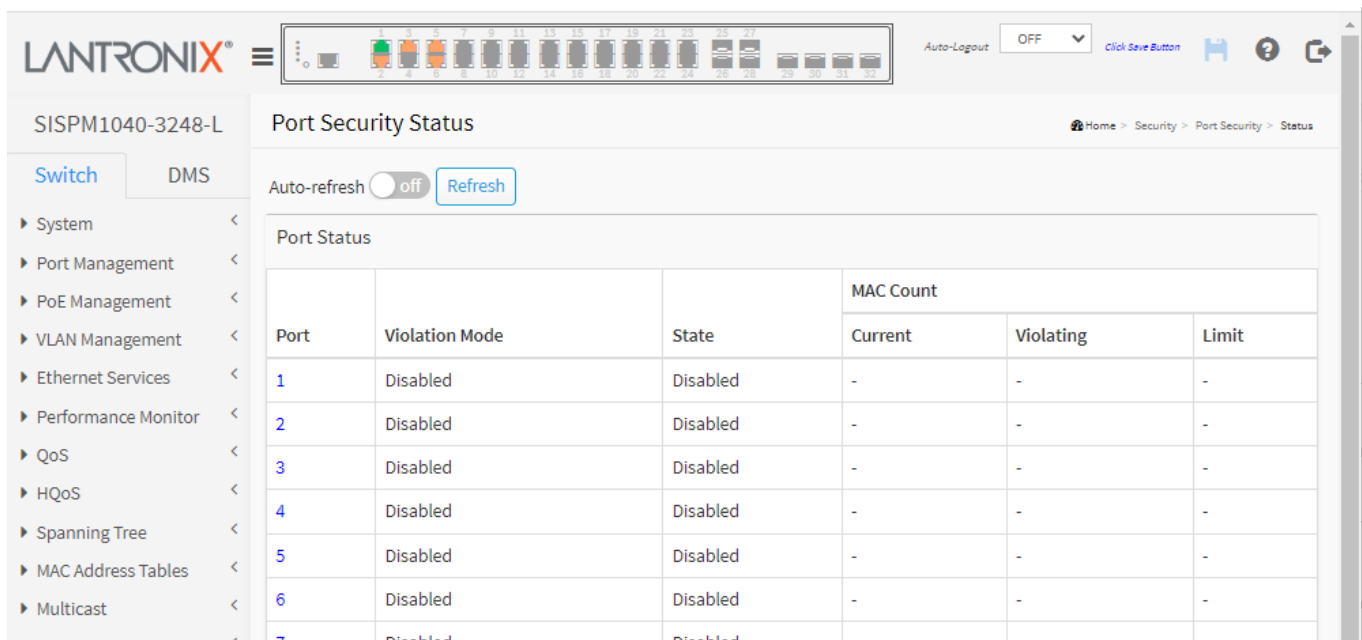 1 3 5 7 9 11 13 15 17 19 21 23 25 27
LANTRONIX®
Auto-Logout OFF Click Save Button
2 4 6 8 10 12 14 16 18 20 22 24 26 28 29 30 31 32
SISPM1040-3248-L
Port Security Status
Home > Security > Port Security > Status
Switch DMS
Auto-refresh off Refresh
System
Port Status
Port Management
PoE Management
VLAN Management
Ethernet Services
Performance Monitor
QoS
HQoS
Spanning Tree
MAC Address Tables
Multicast
MAC Count
Port Violation Mode State Current Violating Limit
1 Disabled Disabled - - -
2 Disabled Disabled - - -
3 Disabled Disabled - - -
4 Disabled Disabled - - -
5 Disabled Disabled - - -
6 Disabled Disabled - - -